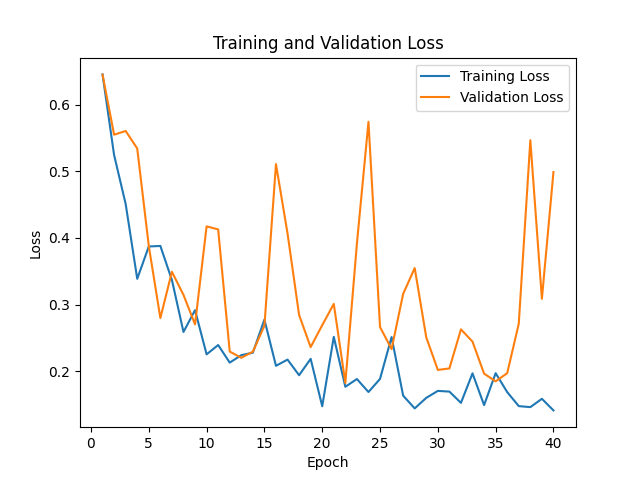 Training and Validation Loss
Training Loss
Validation Loss
0.6
0.5
0.4
0.3
0.2
Loss
0 5 10 15 20 25 30 35 40
Epoch